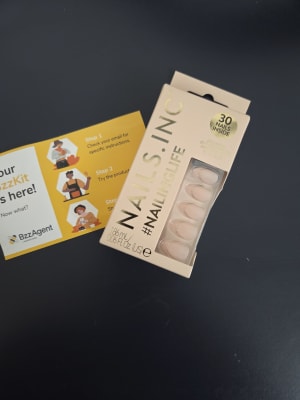 our
zzKit
s here!
Now what?
BzzAgent
Step 1
Check your email for
specific instructions.
Step 2
Try the product
NAILS.INC
#NAILINGLIFE
30
NAILS
INSIDE